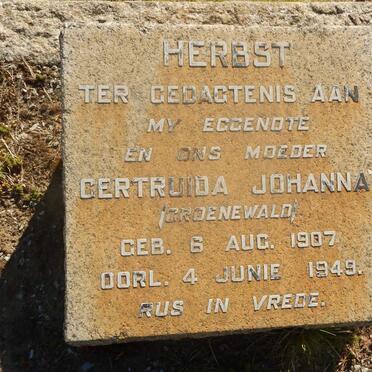 HERBST
TER GEDAGTENIS AAN
MY EGGENOTE
EN ONS MOEDER
GERTRUIDA JOHANNA
(GROENEWALD)
GEB. 6 AUG. 1907
OORL. 4 JUNIE 1949.
RUS IN VREDE.